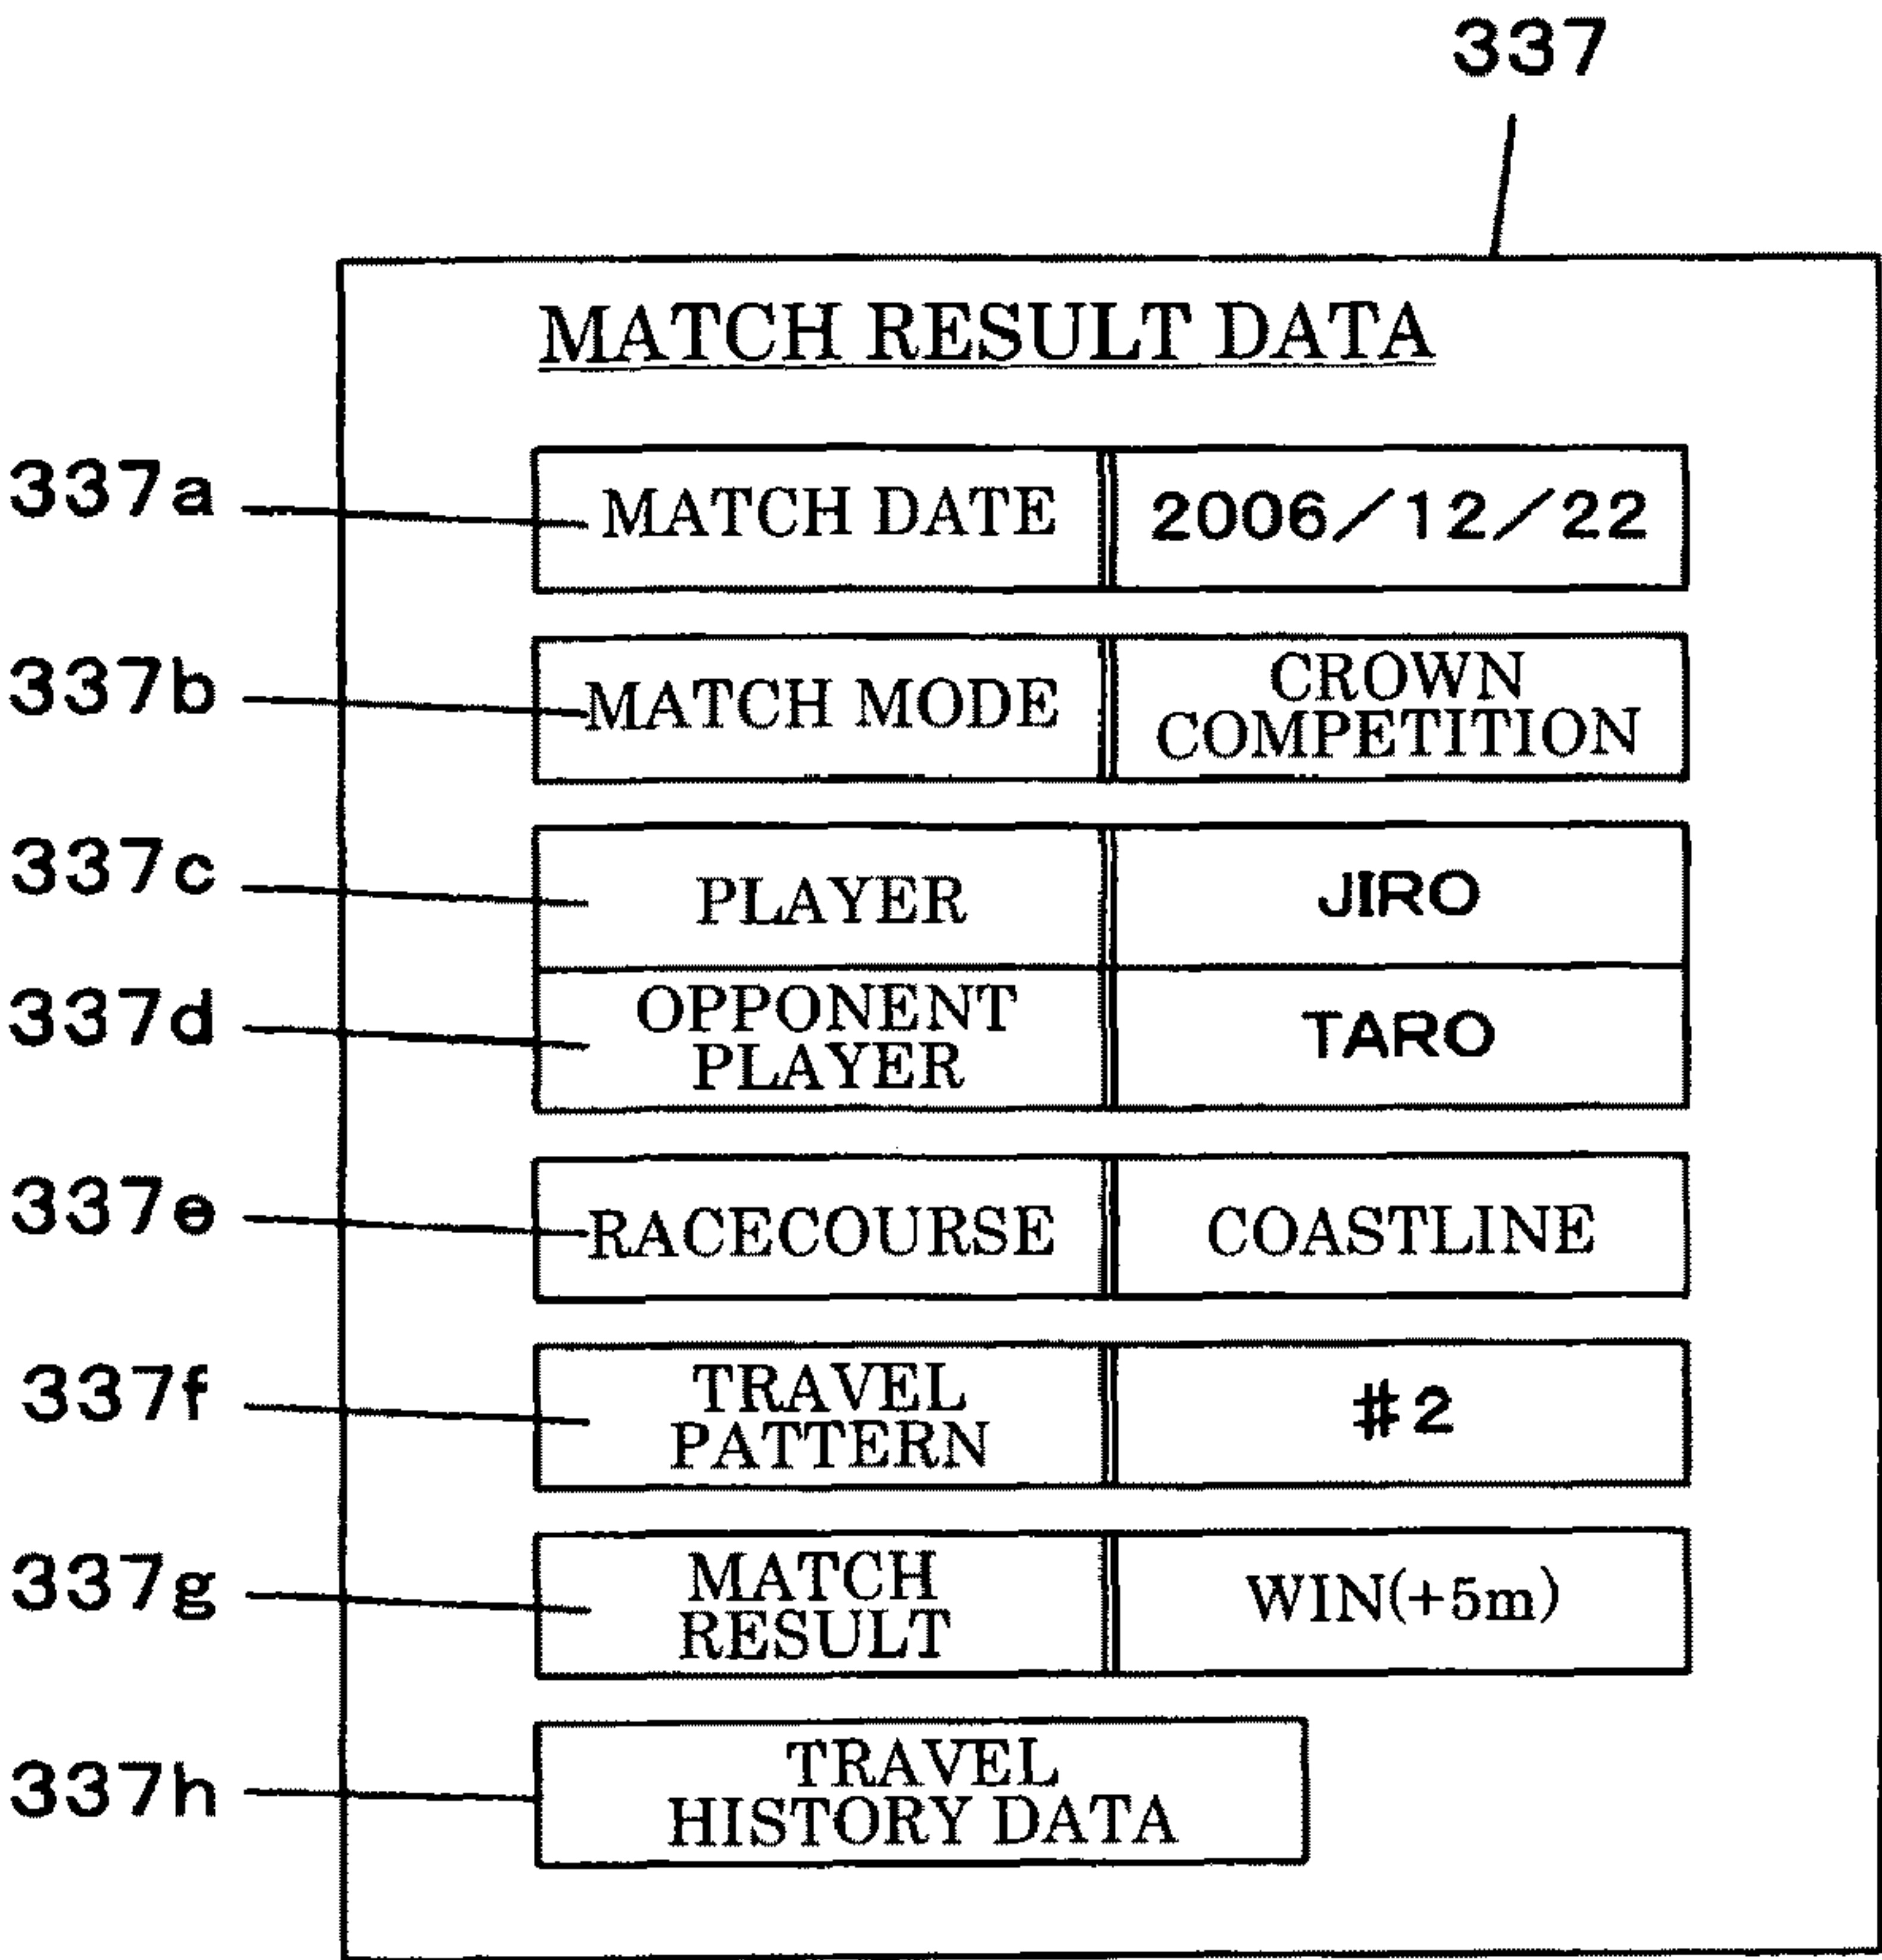 337
MATCH RESULT DATA
337a MATCH DATE 2006/12/22
337b MATCH MODE CROWN
COMPETITION
337c PLAYER JIRO
337d OPPONENT
PLAYER TARO
337e RACECOURSE COASTLINE
337f TRAVEL
PATTERN #2
337g MATCH
RESULT WIN(+5m)
337h TRAVEL
HISTORY DATA